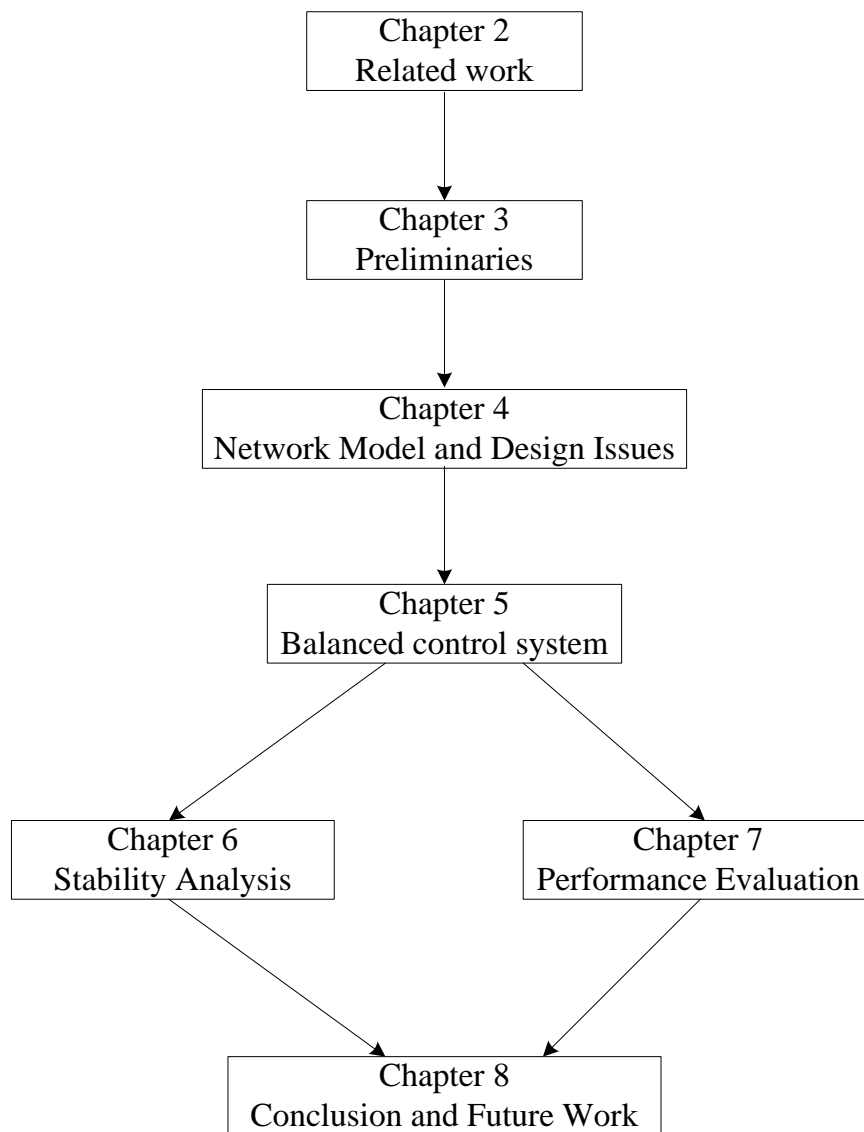 Chapter 2
Related work
Chapter 3
Preliminaries
Chapter 4
Network Model and Design Issues
Chapter 5
Balanced control system
Chapter 6
Stability Analysis
Chapter 7
Performance Evaluation
Chapter 8
Conclusion and Future Work